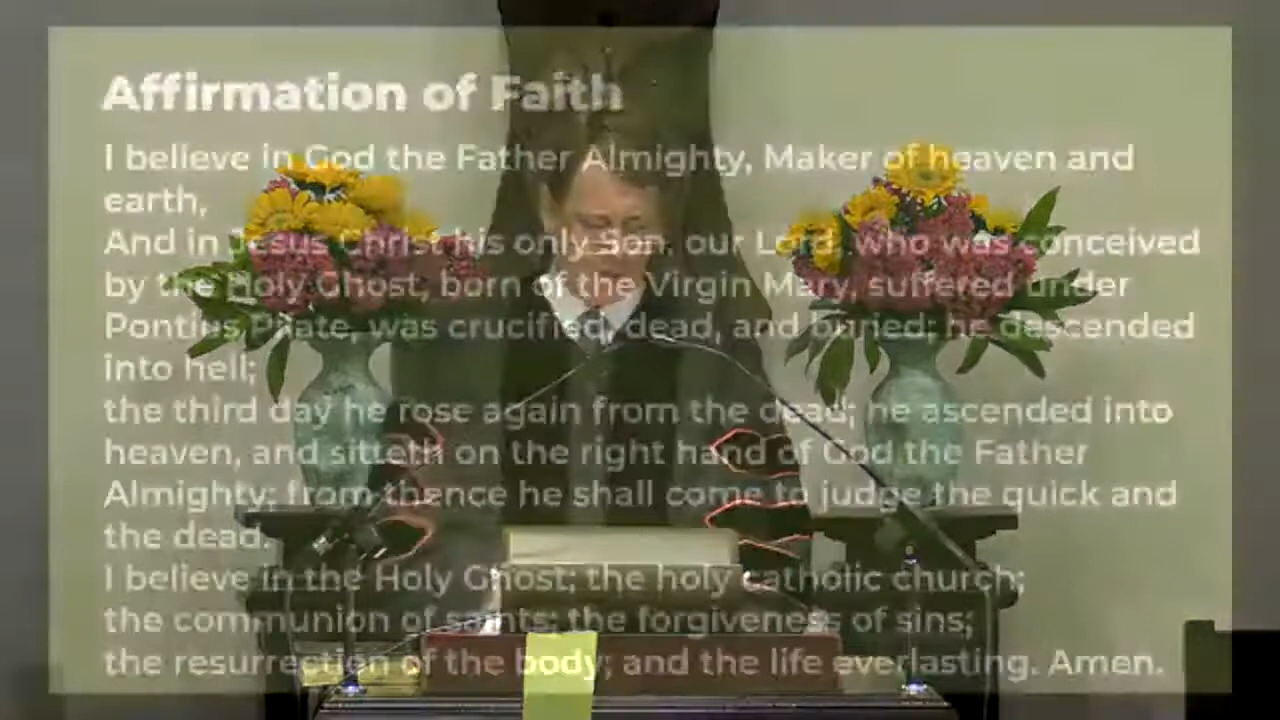 Affirmation of Faith
I believe in God the Father Almighty, Maker of heaven and
earth,
And in Jesus Christ his only Son, our Lord, who was conceived
by the Holy Ghost, born of the Virgin Mary, suffered under
Pontius Pilate, was crucified, dead, and buried; he descended
into hell;
the third day he rose again from the dead; he ascended into
heaven, and sitteth on the right hand of God the Father
Almighty; from thence he shall come to judge the quick and
the dead.
I believe in the Holy Ghost; the holy catholic church;
the communion of saints; the forgiveness of sins;
the resurrection of the body; and the life everlasting. Amen.